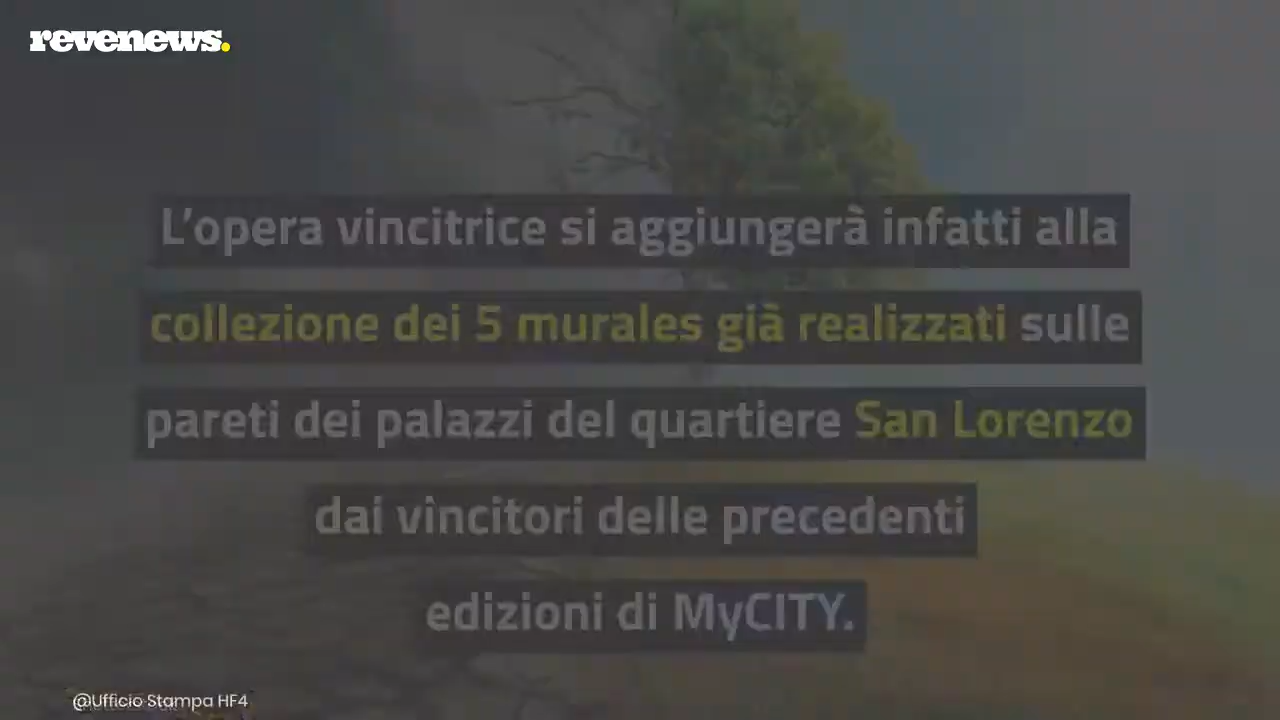 revenews.
L'opera vincitrice si aggiungerà infatti alla
collezione dei 5 murales già realizzati sulle
pareti dei palazzi del quartiere San Lorenzo
dai vincitori delle precedenti
edizioni di MyCITY.
@Ufficio Stampa HF4